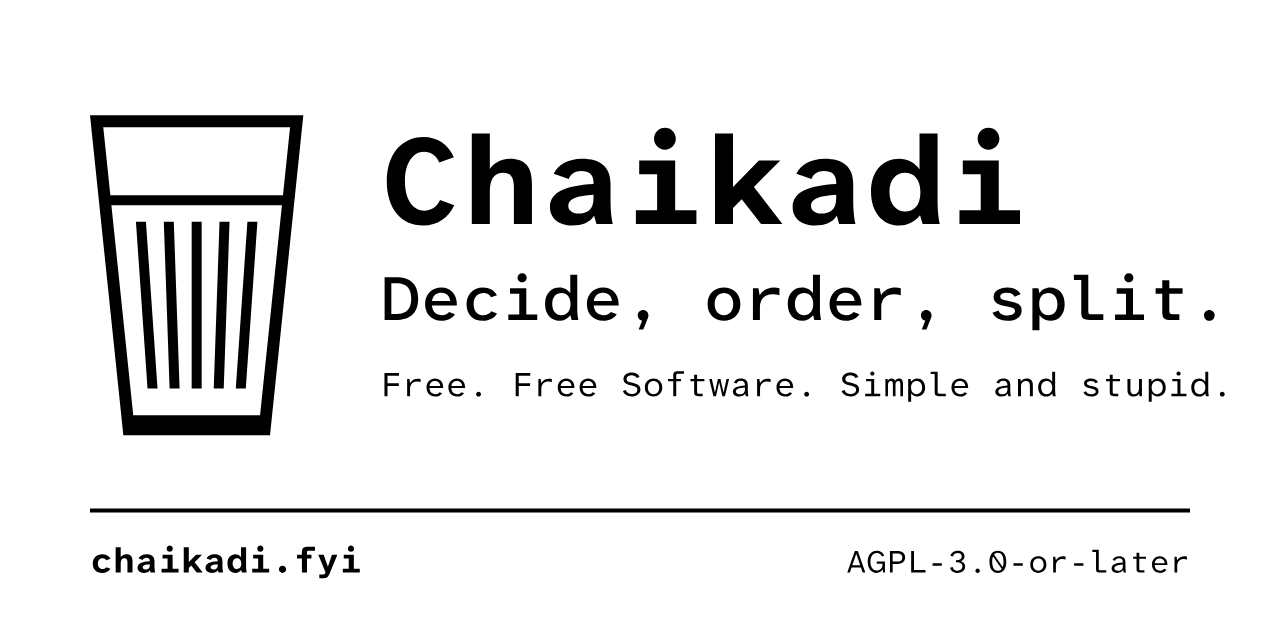 Chaikadi
Decide, order, split.
Free. Free Software. Simple and stupid.
chaikadi.fyi
AGPL-3.0-or-later